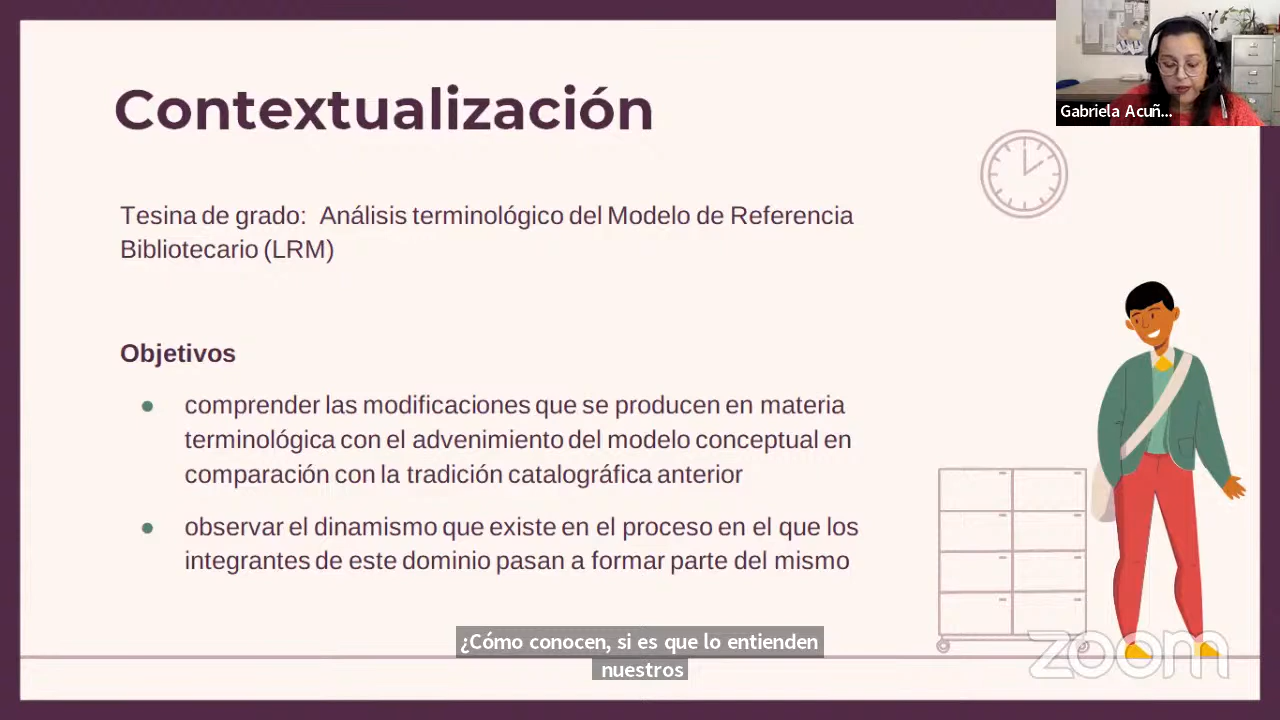 Contextualización
Gabriela Acuñ...
Tesina de grado: Análisis terminológico del Modelo de Referencia
Bibliotecario (LRM)
Objetivos
● comprender las modificaciones que se producen en materia
terminológica con el advenimiento del modelo conceptual en
comparación con la tradición catalográfica anterior
● observar el dinamismo que existe en el proceso en el que los
integrantes de este dominio pasan a formar parte del mismo
¿Cómo conocen, si es que lo entienden
nuestros
zoom